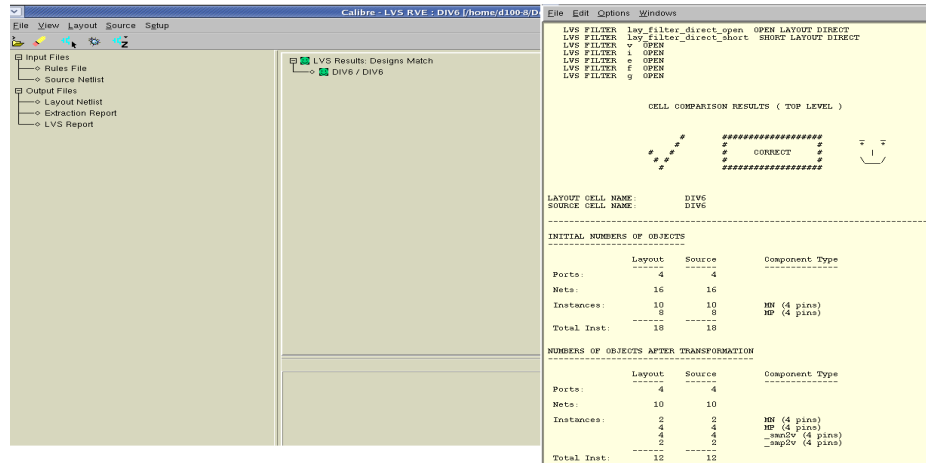 Calibre - LVS RVE : DIV6 [/home/d100-8/D
File View Layout Source Setup
Input Files
Rules File
Source Netlist
Output Files
Layout Netlist
Extraction Report
LVS Report
LVS Results: Designs Match
DIV6 / DIV6
File Edit Options Windows
LVS FILTER lay_filter_direct_open OPEN LAYOUT DIRECT
LVS FILTER lay_filter_direct_short SHORT LAYOUT DIRECT
LVS FILTER v OPEN
LVS FILTER i OPEN
LVS FILTER e OPEN
LVS FILTER f OPEN
LVS FILTER g OPEN
CELL COMPARISON RESULTS ( TOP LEVEL )
# ###################
# # #
# # # CORRECT #
# # # #
# ###################
LAYOUT CELL NAME: DIV6
SOURCE CELL NAME: DIV6
INITIAL NUMBERS OF OBJECTS
Layout Source Component Type
Ports: 4 4
Nets: 16 16
Instances: 10 10 MN (4 pins)
8 8 MP (4 pins)
Total Inst: 18 18
NUMBERS OF OBJECTS AFTER TRANSFORMATION
Layout Source Component Type
Ports: 4 4
Nets: 10 10
Instances: 2 2 MN (4 pins)
4 4 MP (4 pins)
4 4 _smn2v (4 pins)
2 2 _smp2v (4 pins)
Total Inst: 12 12